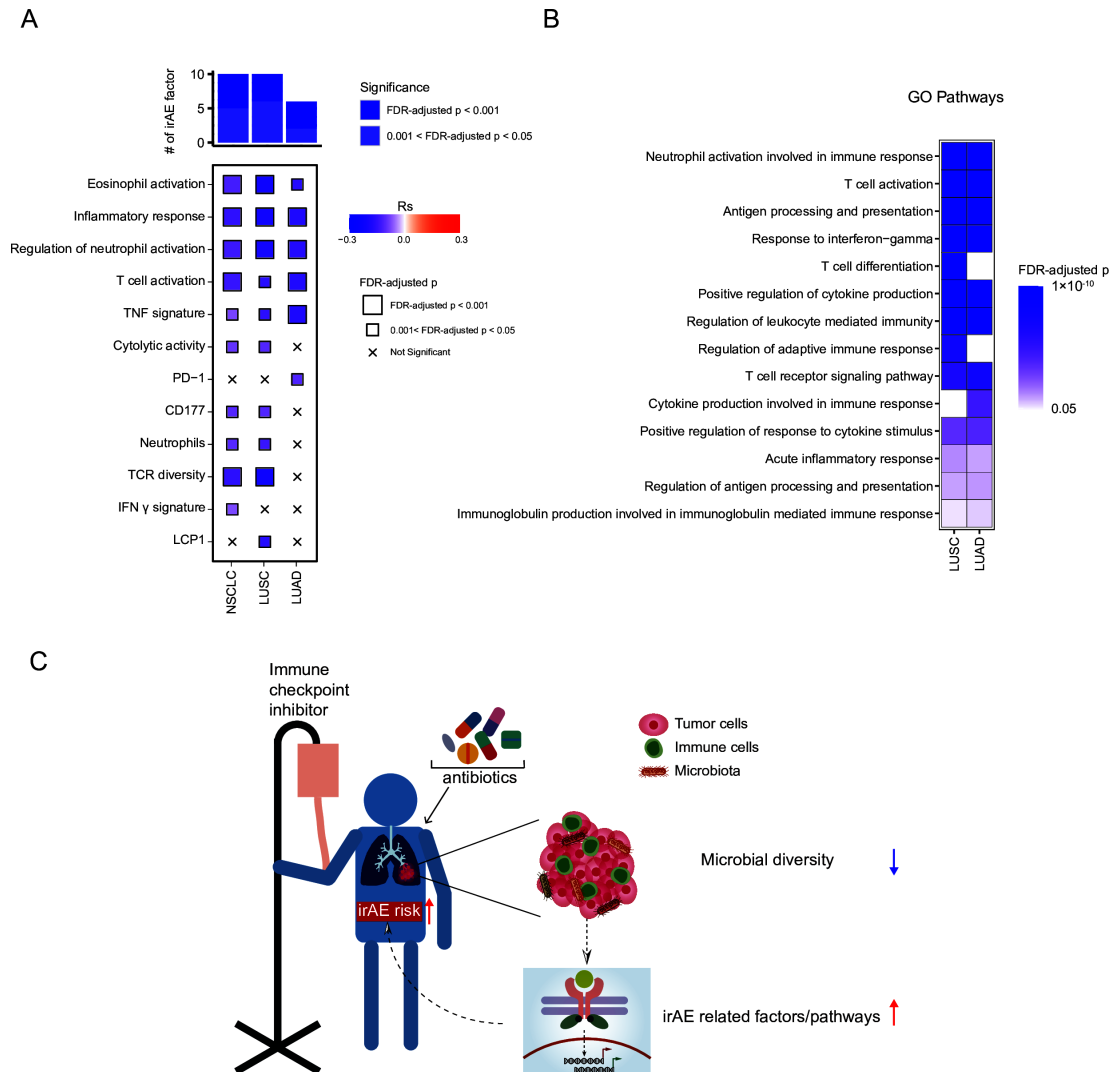 A
# of irAE factor
10
5
0
Significance
FDR-adjusted p < 0.001
0.001 < FDR-adjusted p < 0.05
Eosinophil activation
Inflammatory response
Regulation of neutrophil activation
T cell activation
TNF signature
Cytolytic activity
PD−1
CD177
Neutrophils
TCR diversity
IFN γ signature
LCP1
NSCLC
LUSC
LUAD
Rs
−0.3
0.0
0.3
FDR-adjusted p
FDR-adjusted p < 0.001
0.001< FDR-adjusted p < 0.05
Not Significant
B
GO Pathways
Neutrophil activation involved in immune response
T cell activation
Antigen processing and presentation
Response to interferon-gamma
T cell differentiation
Positive regulation of cytokine production
Regulation of leukocyte mediated immunity
Regulation of adaptive immune response
T cell receptor signaling pathway
Cytokine production involved in immune response
Positive regulation of response to cytokine stimulus
Acute inflammatory response
Regulation of antigen processing and presentation
Immunoglobulin production involved in immunoglobulin mediated immune response
LUSC
LUAD
FDR-adjusted p
1×10⁻¹⁰
0.05
C
Immune
checkpoint
inhibitor
antibiotics
irAE risk
Tumor cells
Immune cells
Microbiota
Microbial diversity
irAE related factors/pathways